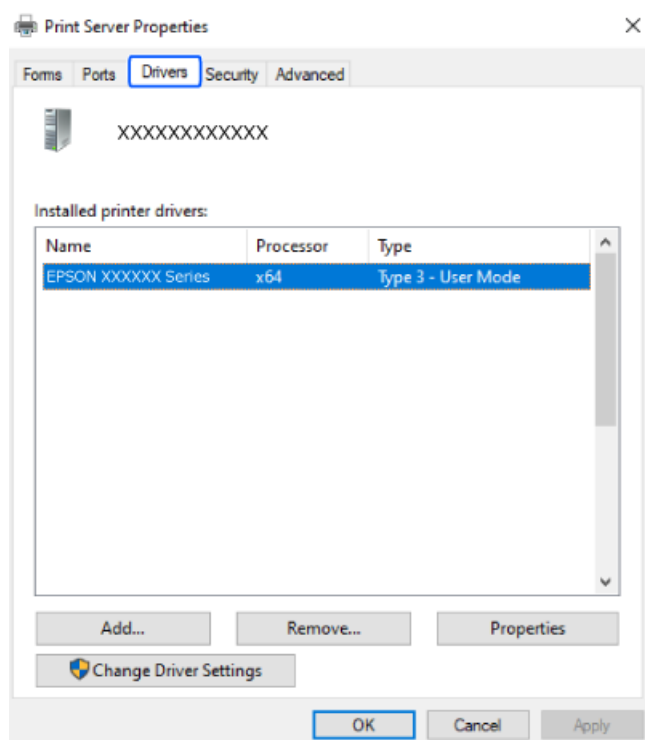 Print Server Properties
Forms Ports Drivers Security Advanced
XXXXXXXXXXXX
Installed printer drivers:
Name Processor Type
EPSON XXXXXX Series x64 Type 3 - User Mode
Add... Remove... Properties
Change Driver Settings
OK Cancel Apply